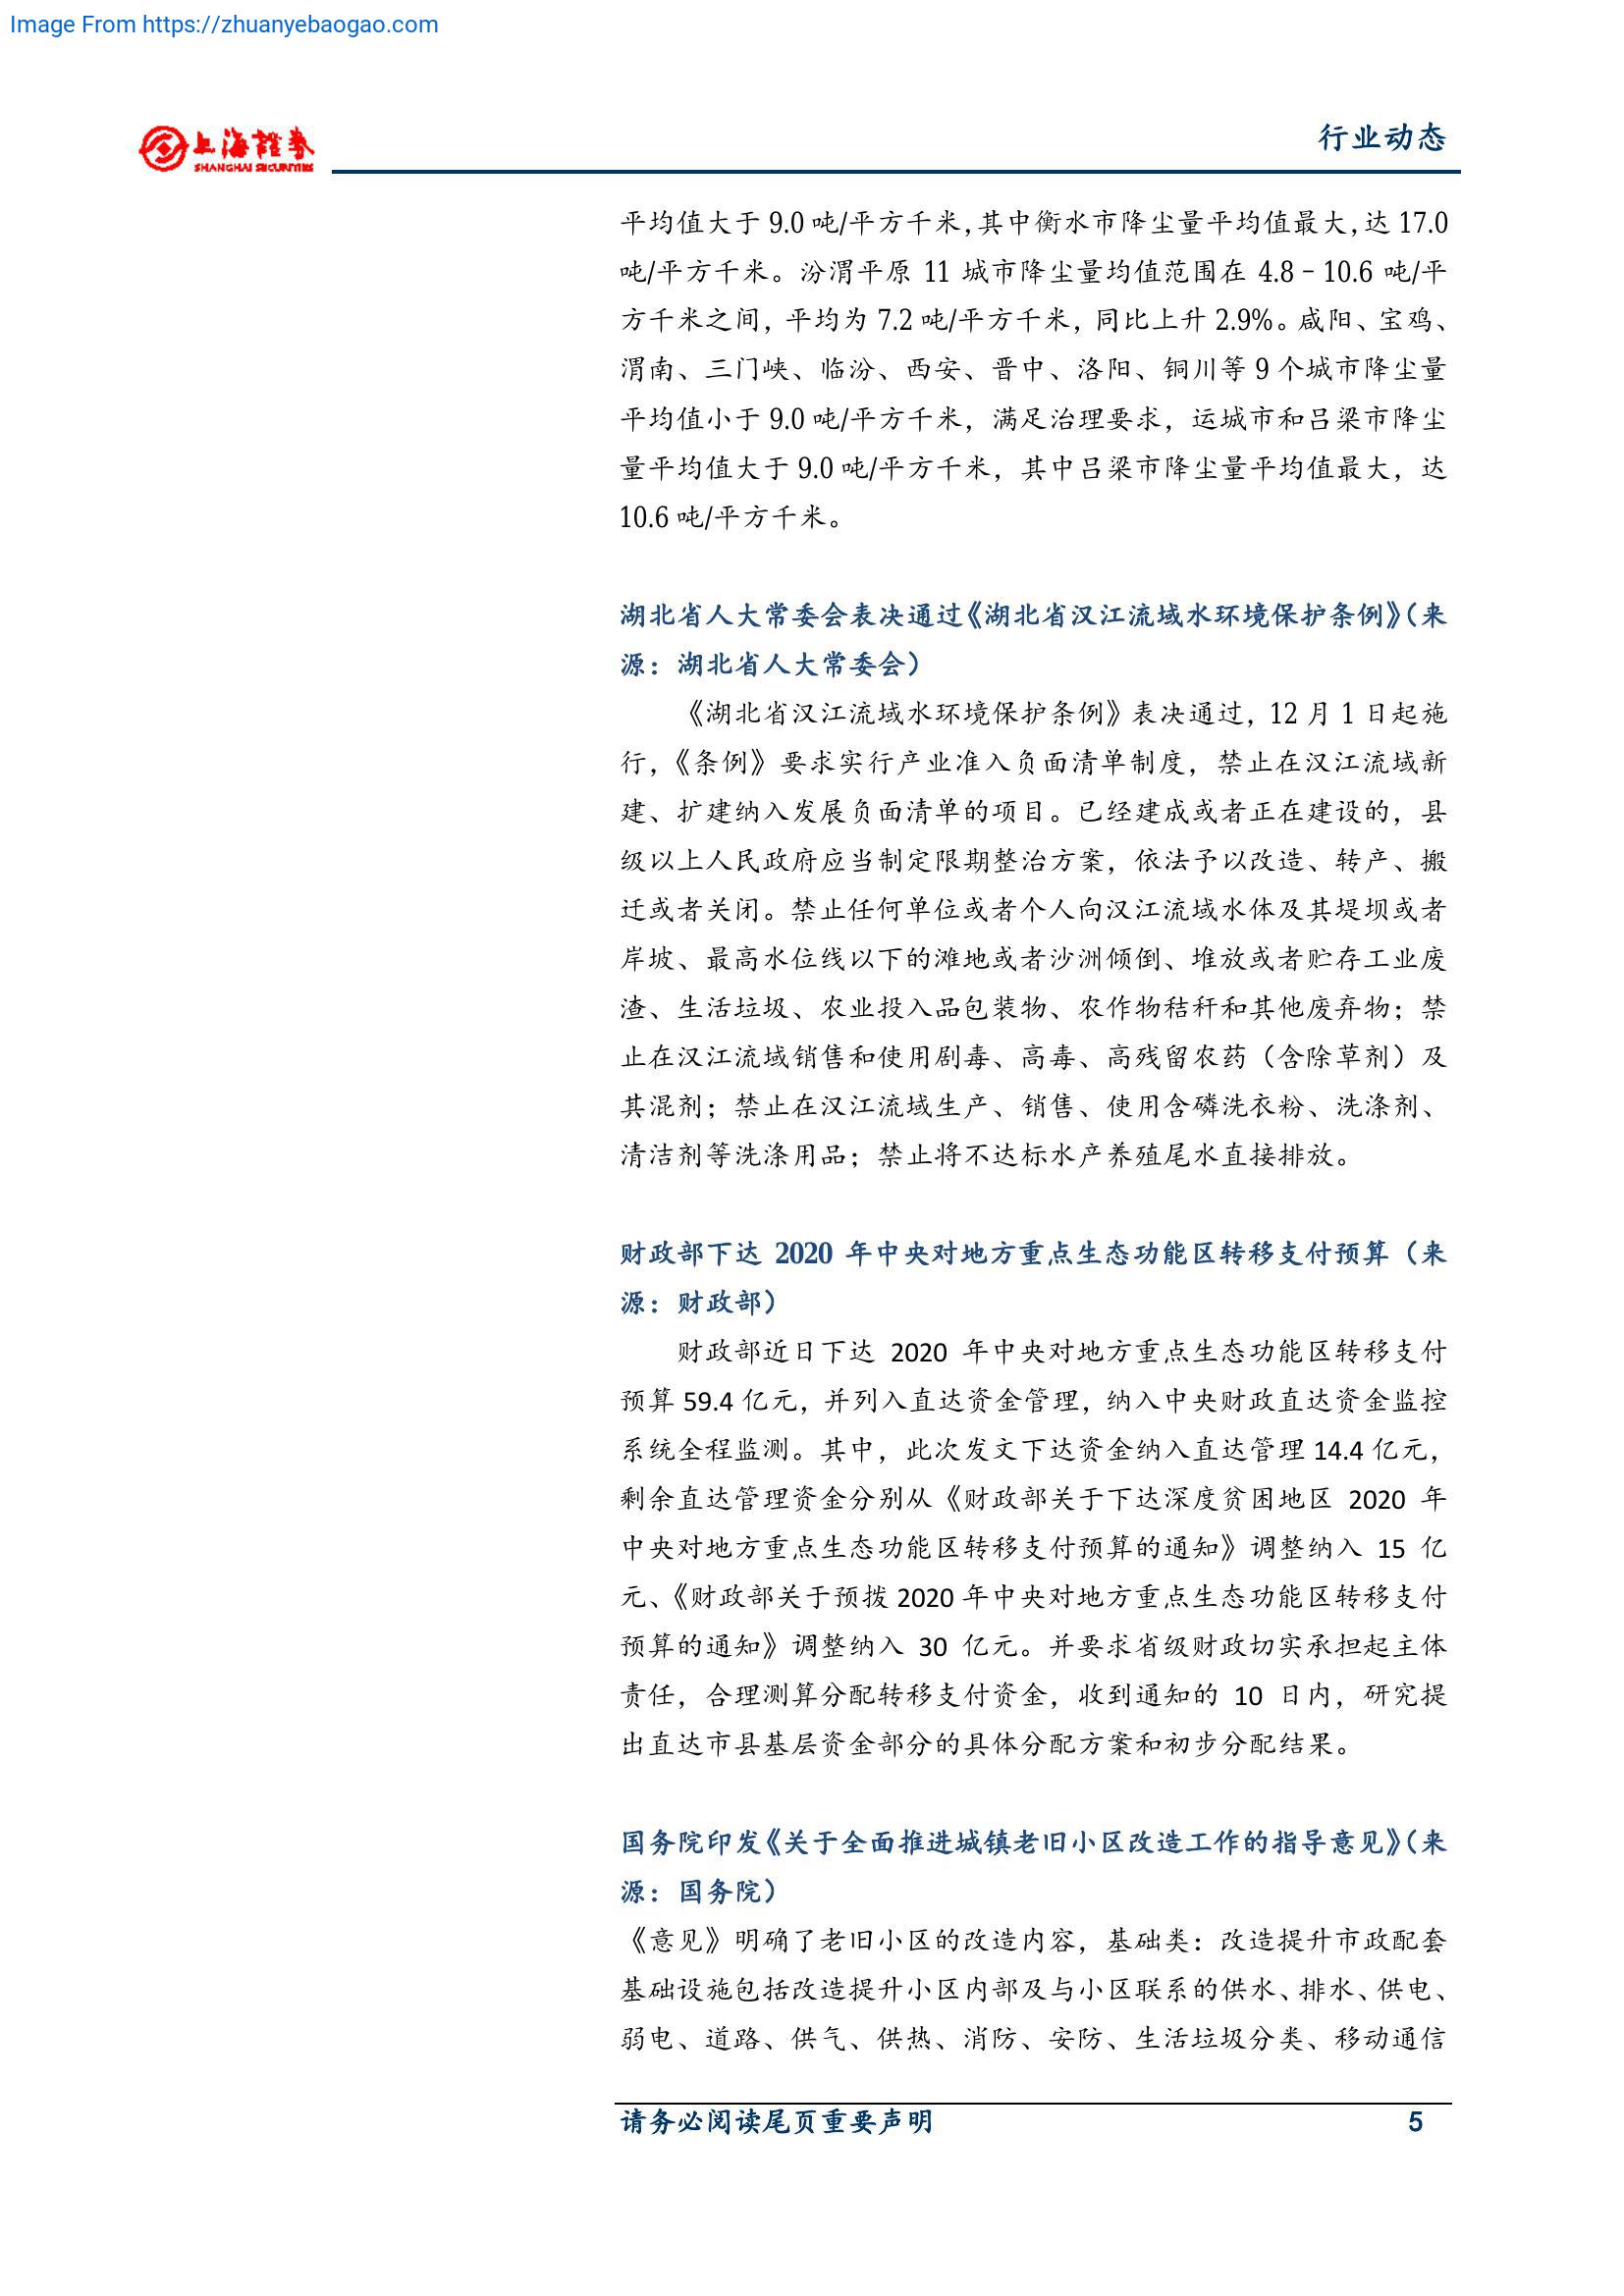 Image From https://zhuanyebaogao.com
上海證券
SHANGHAI SECURITIES
行业动态
平均值大于 9.0 吨/平方千米,其中衡水市降尘量平均值最大,达 17.0
吨/平方千米。汾渭平原 11 城市降尘量均值范围在 4.8–10.6 吨/平
方千米之间，平均为 7.2 吨/平方千米，同比上升 2.9%。咸阳、宝鸡、
渭南、三门峡、临汾、西安、晋中、洛阳、铜川等 9 个城市降尘量
平均值小于 9.0 吨/平方千米，满足治理要求，运城市和吕梁市降尘
量平均值大于 9.0 吨/平方千米，其中吕梁市降尘量平均值最大，达
10.6 吨/平方千米。
湖北省人大常委会表决通过《湖北省汉江流域水环境保护条例》（来
源：湖北省人大常委会）
《湖北省汉江流域水环境保护条例》表决通过，12 月 1 日起施
行，《条例》要求实行产业准入负面清单制度，禁止在汉江流域新
建、扩建纳入发展负面清单的项目。已经建成或者正在建设的，县
级以上人民政府应当制定限期整治方案，依法予以改造、转产、搬
迁或者关闭。禁止任何单位或者个人向汉江流域水体及其堤坝或者
岸坡、最高水位线以下的滩地或者沙洲倾倒、堆放或者贮存工业废
渣、生活垃圾、农业投入品包装物、农作物秸秆和其他废弃物；禁
止在汉江流域销售和使用剧毒、高毒、高残留农药（含除草剂）及
其混剂；禁止在汉江流域生产、销售、使用含磷洗衣粉、洗涤剂、
清洁剂等洗涤用品；禁止将不达标水产养殖尾水直接排放。
财政部下达 2020 年中央对地方重点生态功能区转移支付预算（来
源：财政部）
财政部近日下达 2020 年中央对地方重点生态功能区转移支付
预算 59.4 亿元，并列入直达资金管理，纳入中央财政直达资金监控
系统全程监测。其中，此次发文下达资金纳入直达管理 14.4 亿元，
剩余直达管理资金分别从《财政部关于下达深度贫困地区 2020 年
中央对地方重点生态功能区转移支付预算的通知》调整纳入 15 亿
元、《财政部关于预拨 2020 年中央对地方重点生态功能区转移支付
预算的通知》调整纳入 30 亿元。并要求省级财政切实承担起主体
责任，合理测算分配转移支付资金，收到通知的 10 日内，研究提
出直达市县基层资金部分的具体分配方案和初步分配结果。
国务院印发《关于全面推进城镇老旧小区改造工作的指导意见》（来
源：国务院）
《意见》明确了老旧小区的改造内容，基础类：改造提升市政配套
基础设施包括改造提升小区内部及与小区联系的供水、排水、供电、
弱电、道路、供气、供热、消防、安防、生活垃圾分类、移动通信
请务必阅读尾页重要声明 5